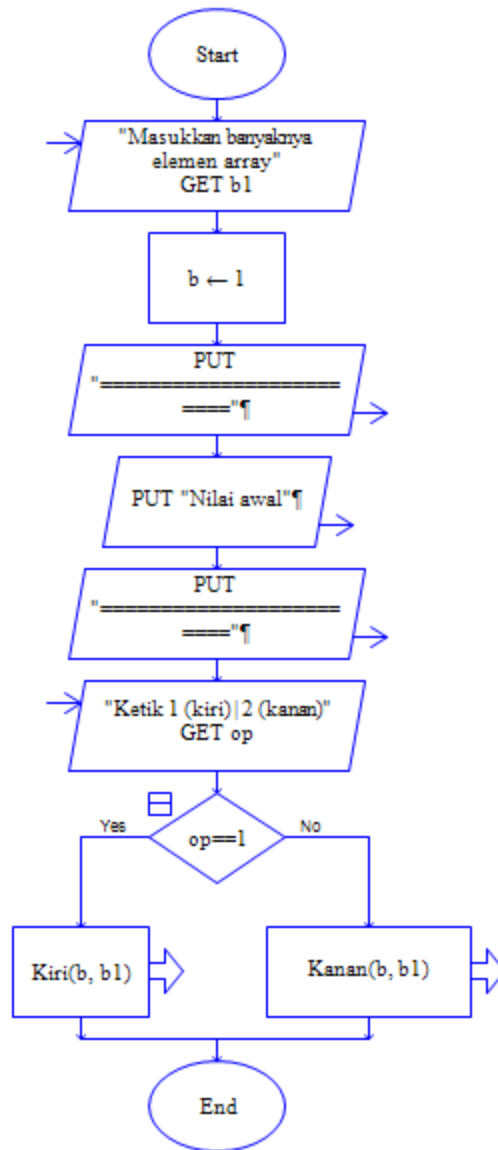 Start
"Masukkan banyaknya
elemen array"
GET b1
b ← 1
PUT
"=====================
===="¶
PUT "Nilai awal"¶
PUT
"=====================
===="¶
"Ketik 1 (kiri)|2 (kanan)"
GET op
Yes
op==1
No
Kiri(b, b1)
Kanan(b, b1)
End